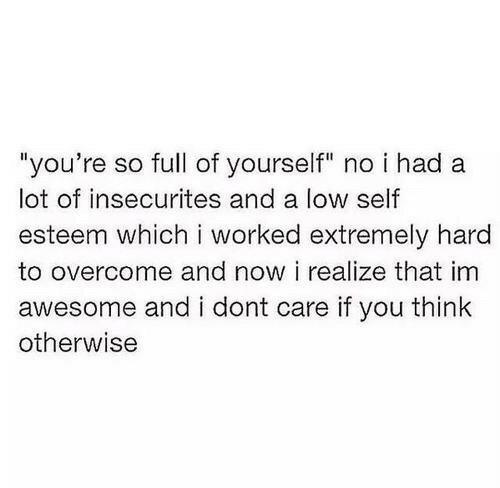 "you're so full of yourself" no i had a
lot of insecurites and a low self
esteem which i worked extremely hard
to overcome and now i realize that im
awesome and i dont care if you think
otherwise